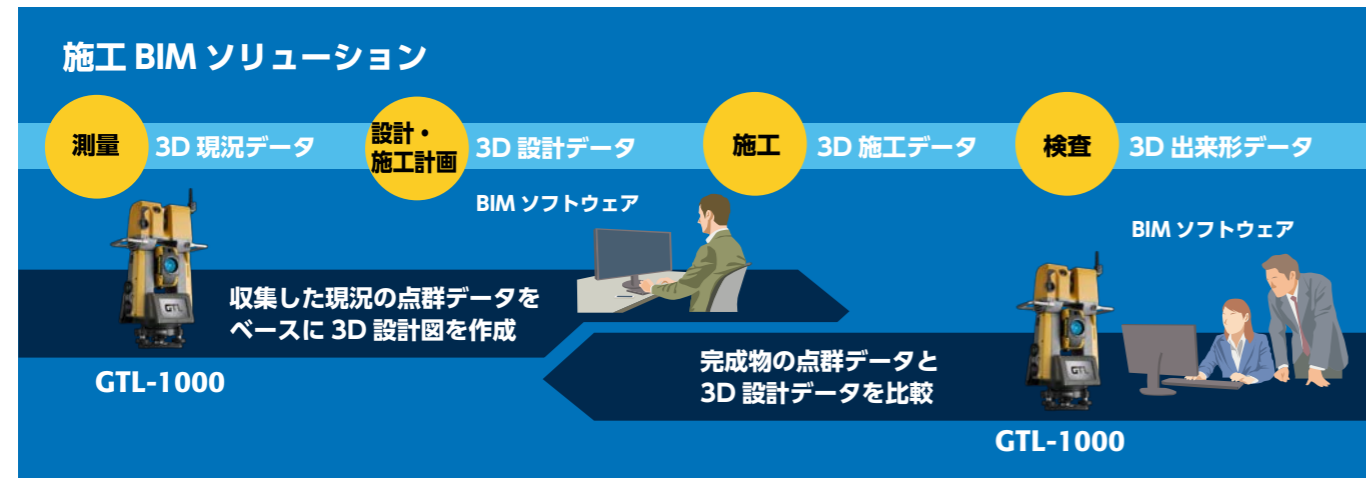 施工 BIM ソリューション
測量
3D 現況データ
設計・
施工計画
3D 設計データ
施工
3D 施工データ
検査
3D 出来形データ
BIM ソフトウェア
BIM ソフトウェア
収集した現況の点群データを
ベースに 3D 設計図を作成
GTL
GTL-1000
完成物の点群データと
3D 設計データを比較
GTL
GTL-1000